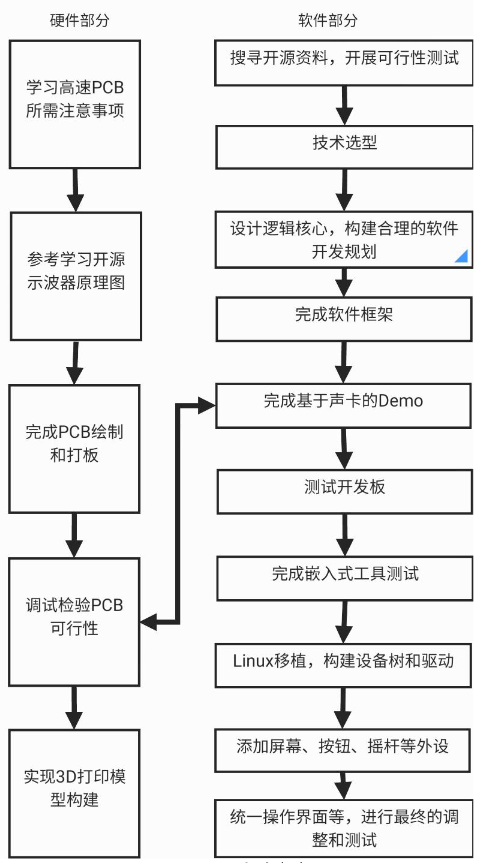 硬件部分
学习高速PCB
所需注意事项
参考学习开源
示波器原理图
完成PCB绘制
和打板
调试检验PCB
可行性
实现3D打印模
型构建
软件部分
搜寻开源资料，开展可行性测试
技术选型
设计逻辑核心，构建合理的软件
开发规划
完成软件框架
完成基于声卡的Demo
测试开发板
完成嵌入式工具测试
Linux移植，构建设备树和驱动
添加屏幕、按钮、摇杆等外设
统一操作界面等，进行最终的调
整和测试